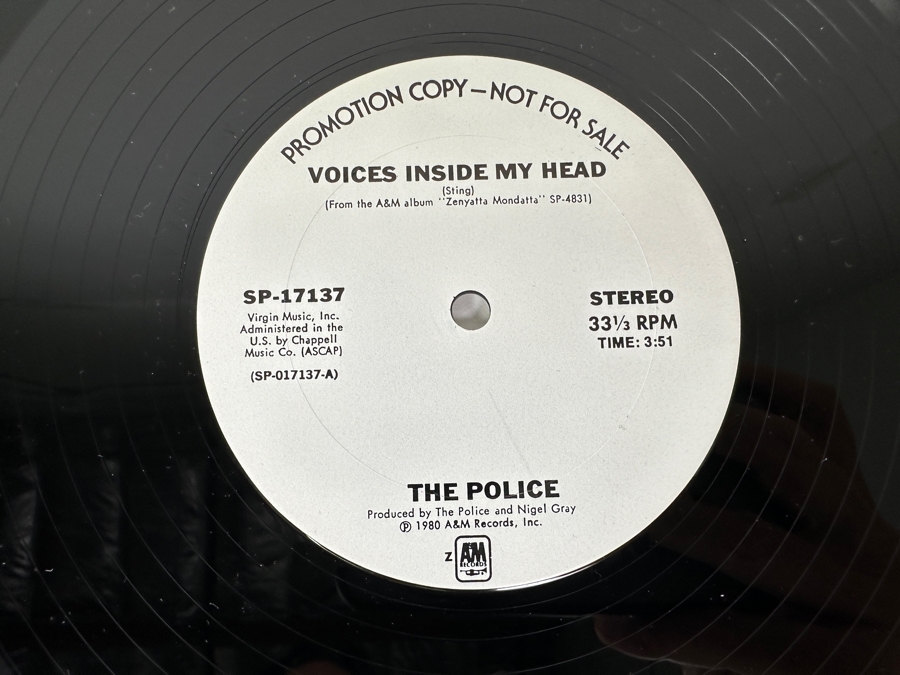 PROMOTION COPY—NOT FOR SALE
VOICES INSIDE MY HEAD
(Sting)
(From the A&M album "Zenyatta Mondatta" SP-4831)
SP-17137
Virgin Music, Inc.
Administered in the
U.S. by Chappell
Music Co. (ASCAP)
(SP-017137-A)
STEREO
33⅓ RPM
TIME: 3:51
THE POLICE
Produced by The Police and Nigel Gray
℗ 1980 A&M Records, Inc.
Z
A&M
RECORDS